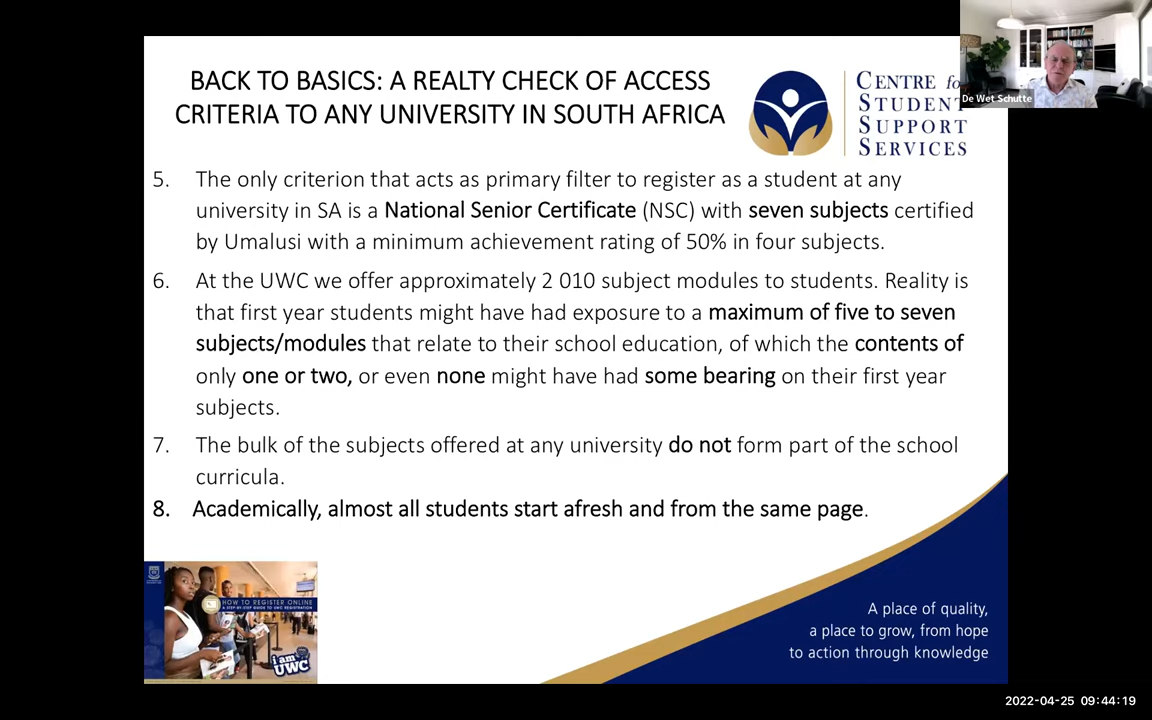 BACK TO BASICS: A REALTY CHECK OF ACCESS
CRITERIA TO ANY UNIVERSITY IN SOUTH AFRICA
CENTRE fo
STUDENT
SUPPORT
SERVICES
De Wet Schutte
5. The only criterion that acts as primary filter to register as a student at any
university in SA is a National Senior Certificate (NSC) with seven subjects certified
by Umalusi with a minimum achievement rating of 50% in four subjects.
6. At the UWC we offer approximately 2 010 subject modules to students. Reality is
that first year students might have had exposure to a maximum of five to seven
subjects/modules that relate to their school education, of which the contents of
only one or two, or even none might have had some bearing on their first year
subjects.
7. The bulk of the subjects offered at any university do not form part of the school
curricula.
8. Academically, almost all students start afresh and from the same page.
HOW TO REGISTER ONLINE
A STEP-BY-STEP GUIDE TO UWC REGISTRATION
i am
UWC
A place of quality,
a place to grow, from hope
to action through knowledge
2022-04-25 09:44:19